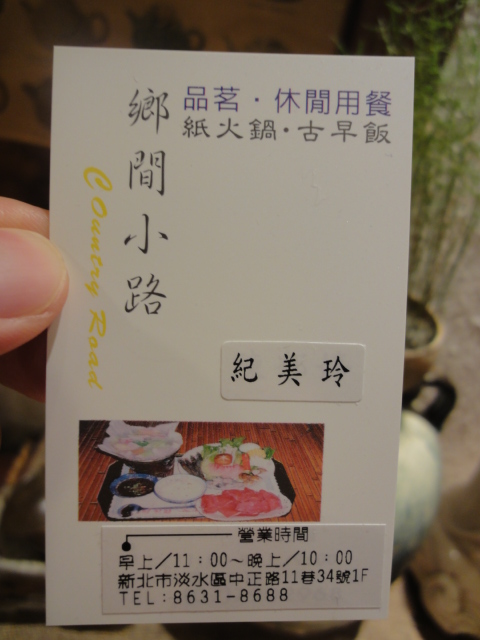 品茗·休閒用餐
紙火鍋·古早飯
鄉間小路
Country Road
紀美玲
營業時間
早上/11:00~晚上/10:00
新北市淡水區中正路11巷34號1F
TEL:8631-8688